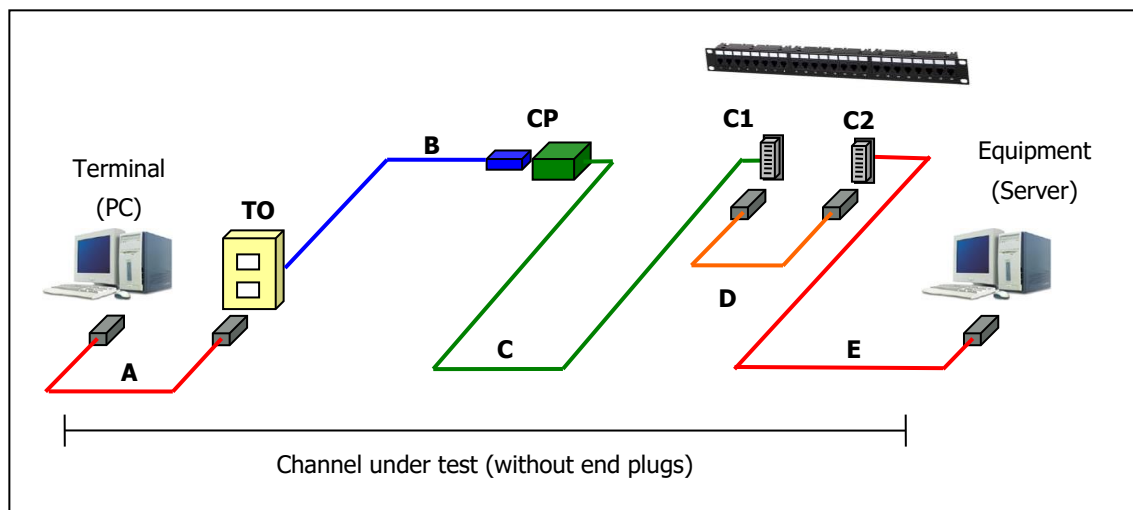 C1
C2
CP
B
Terminal
(PC)
TO
Equipment
(Server)
D
A
C
E
Channel under test (without end plugs)